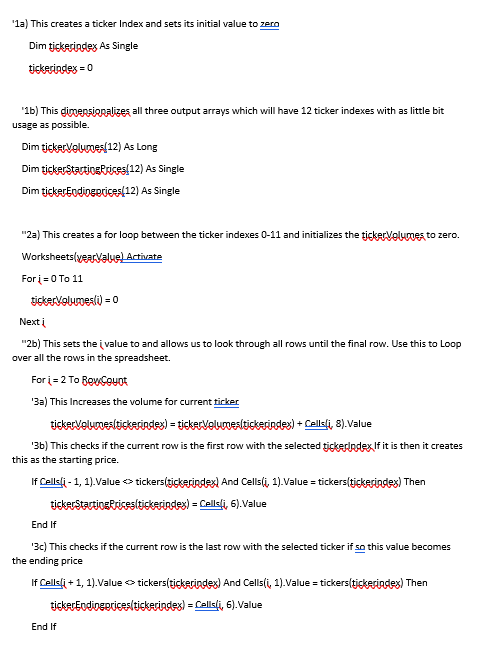 '1a) This creates a ticker Index and sets its initial value to zero
Dim tickerindex As Single
tickerindex = 0
'1b) This dimensionalizes all three output arrays which will have 12 ticker indexes with as little bit
usage as possible.
Dim tickerVolumes(12) As Long
Dim tickerStartingPrices(12) As Single
Dim tickerEndingprices(12) As Single
''2a) This creates a for loop between the ticker indexes 0-11 and initializes the tickerVolumes to zero.
Worksheets(yearValue).Activate
For i = 0 To 11
tickerVolumes(i) = 0
Next i
''2b) This sets the i value to and allows us to look through all rows until the final row. Use this to Loop
over all the rows in the spreadsheet.
For i = 2 To RowCount
'3a) This Increases the volume for current ticker
tickerVolumes(tickerindex) = tickerVolumes(tickerindex) + Cells(i, 8).Value
'3b) This checks if the current row is the first row with the selected tickerIndex.If it is then it creates
this as the starting price.
If Cells(i - 1, 1).Value <> tickers(tickerindex) And Cells(i, 1).Value = tickers(tickerindex) Then
tickerStartingPrices(tickerindex) = Cells(i, 6).Value
End If
'3c) This checks if the current row is the last row with the selected ticker if so this value becomes
the ending price
If Cells(i + 1, 1).Value <> tickers(tickerindex) And Cells(i, 1).Value = tickers(tickerindex) Then
tickerEndingprices(tickerindex) = Cells(i, 6).Value
End If